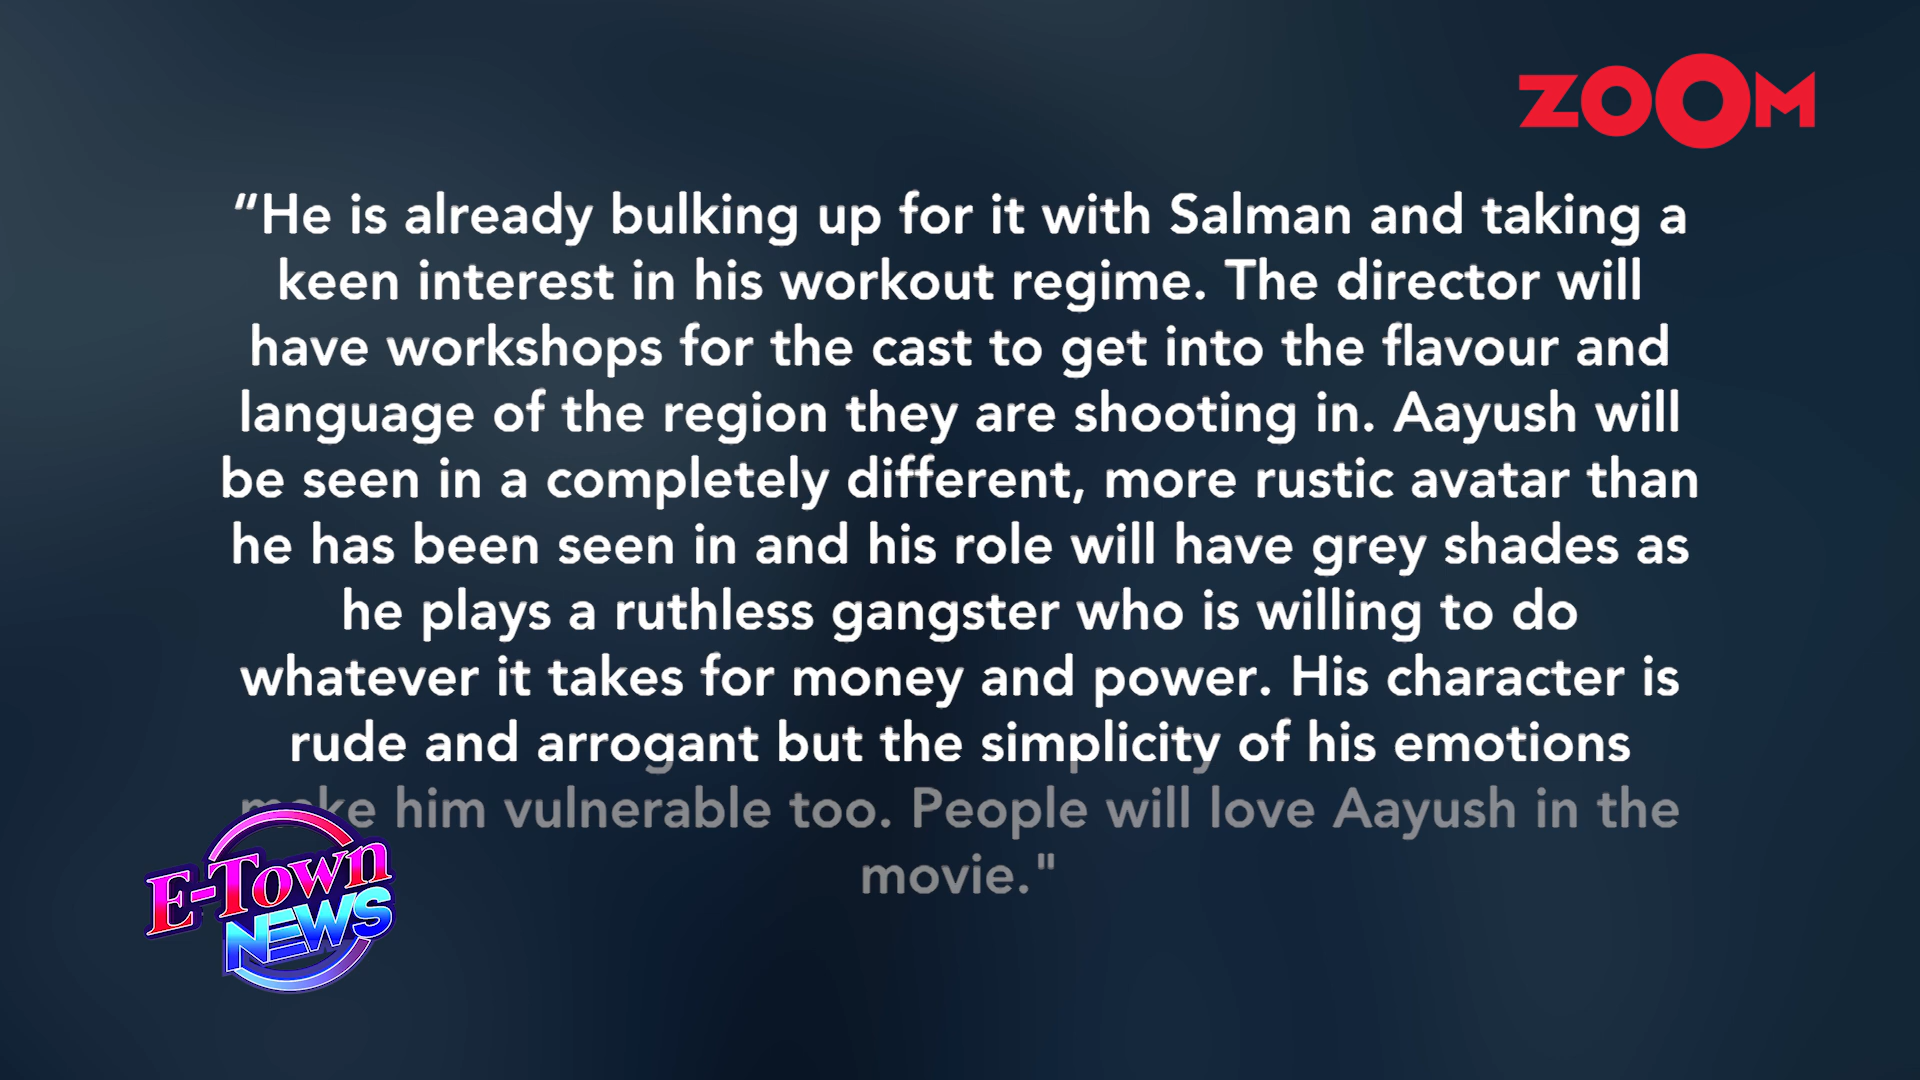 ZOOM
“He is already bulking up for it with Salman and taking a
keen interest in his workout regime. The director will
have workshops for the cast to get into the flavour and
language of the region they are shooting in. Aayush will
be seen in a completely different, more rustic avatar than
he has been seen in and his role will have grey shades as
he plays a ruthless gangster who is willing to do
whatever it takes for money and power. His character is
rude and arrogant but the simplicity of his emotions
make him vulnerable too. People will love Aayush in the
movie."
E-Town
NEWS